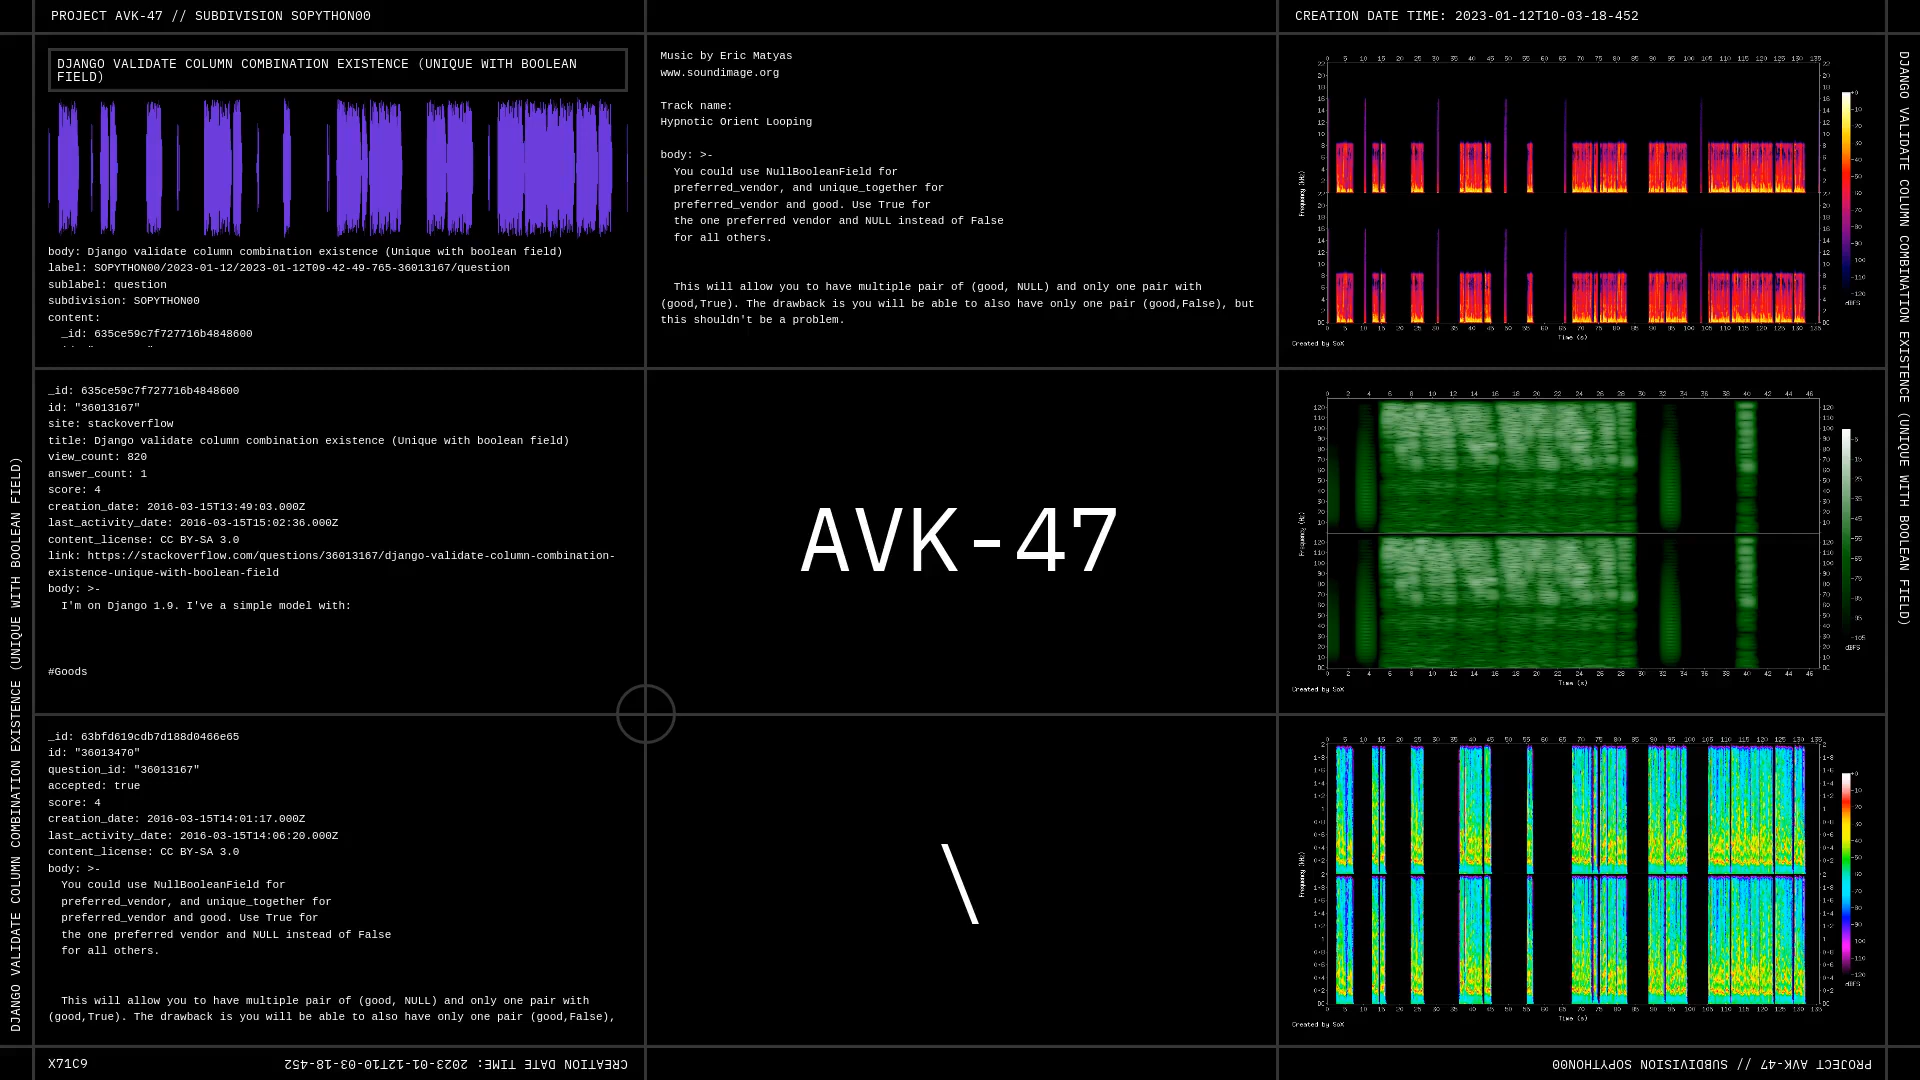 PROJECT AVK-47 // SUBDIVISION SOPYTHON00
CREATION DATE TIME: 2023-01-12T10-03-18-452
DJANGO VALIDATE COLUMN COMBINATION EXISTENCE (UNIQUE WITH BOOLEAN FIELD)
DJANGO VALIDATE COLUMN COMBINATION EXISTENCE (UNIQUE WITH BOOLEAN
FIELD)
body: Django validate column combination existence (Unique with boolean field)
label: SOPYTHON00/2023-01-12/2023-01-12T09-42-49-765-36013167/question
sublabel: question
subdivision: SOPYTHON00
content:
_id: 635ce59c7f727716b4848600
Music by Eric Matyas
www.soundimage.org
Track name:
Hypnotic Orient Looping
body: >-
You could use NullBooleanField for
preferred_vendor, and unique_together for
preferred_vendor and good. Use True for
the one preferred vendor and NULL instead of False
for all others.
This will allow you to have multiple pair of (good, NULL) and only one pair with
(good,True). The drawback is you will be able to also have only one pair (good,False), but
this shouldn't be a problem.
Frequency (kHz)
Time (s)
dBFS
Created by SoX
_id: 635ce59c7f727716b4848600
id: "36013167"
site: stackoverflow
title: Django validate column combination existence (Unique with boolean field)
view_count: 820
answer_count: 1
score: 4
creation_date: 2016-03-15T13:49:03.000Z
last_activity_date: 2016-03-15T15:02:36.000Z
content_license: CC BY-SA 3.0
link: https://stackoverflow.com/questions/36013167/django-validate-column-combination-
existence-unique-with-boolean-field
body: >-
I'm on Django 1.9. I've a simple model with:
#Goods
AVK-47
Frequency (Hz)
Time (s)
dBFS
Created by SoX
_id: 63bfd619cdb7d188d0466e65
id: "36013470"
question_id: "36013167"
accepted: true
score: 4
creation_date: 2016-03-15T14:01:17.000Z
last_activity_date: 2016-03-15T14:06:20.000Z
content_license: CC BY-SA 3.0
body: >-
You could use NullBooleanField for
preferred_vendor, and unique_together for
preferred_vendor and good. Use True for
the one preferred vendor and NULL instead of False
for all others.
This will allow you to have multiple pair of (good, NULL) and only one pair with
(good,True). The drawback is you will be able to also have only one pair (good,False),
\
Frequency (kHz)
Time (s)
dBFS
Created by SoX
DJANGO VALIDATE COLUMN COMBINATION EXISTENCE (UNIQUE WITH BOOLEAN FIELD)
X71C9
CREATION DATE TIME: 2023-01-12T10-03-18-452
PROJECT AVK-47 // SUBDIVISION SOPYTHON00